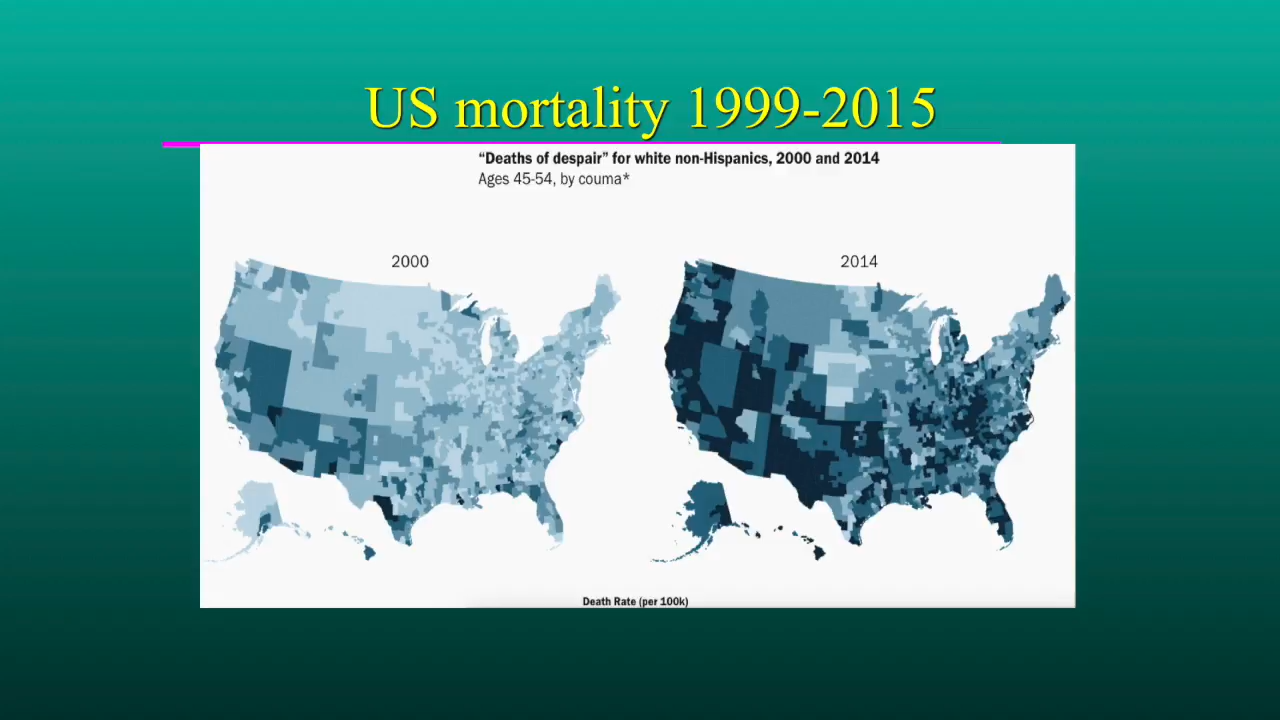 US mortality 1999-2015
“Deaths of despair” for white non-Hispanics, 2000 and 2014
Ages 45-54, by couma*
2000
2014
Death Rate (per 100k)